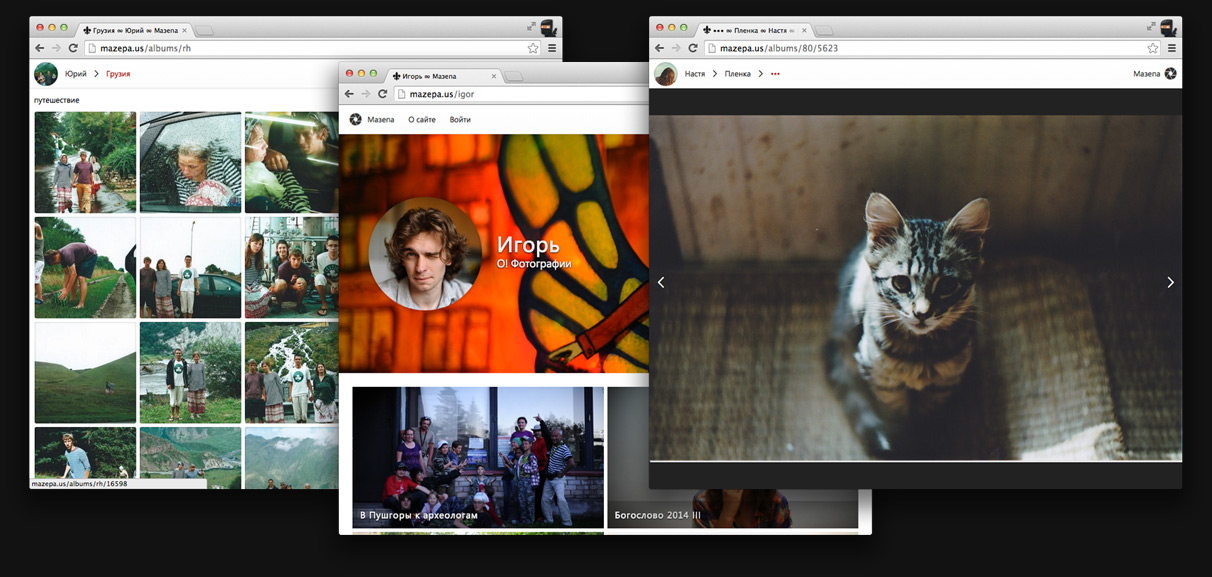 Грузия ∞ Юрий ∞ Мазепа
mazepa.us/albums/rh
Юрий
Грузия
путешествие
mazepa.us/albums/rh/16598
Игорь ∞ Мазепа
mazepa.us/igor
Мазепа
О сайте
Войти
Игорь
О! Фотографии
В Пушгоры к археологам
Богослово 2014 III
••• ∞ Пленка ∞ Настя ∞
mazepa.us/albums/80/5623
Настя
Пленка
•••
Мазепа